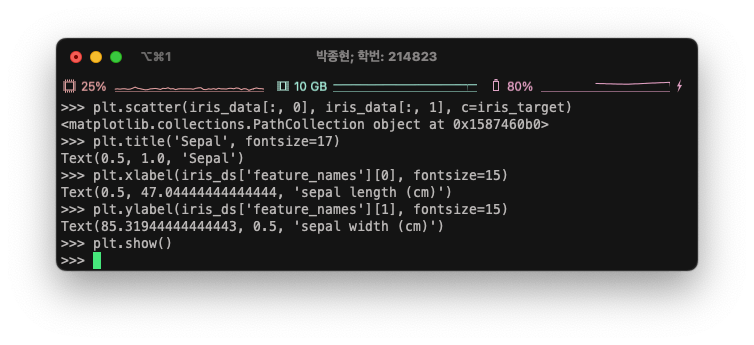 ⌥⌘1
박종현; 학번: 214823
25%
10 GB
80%
>>> plt.scatter(iris_data[:, 0], iris_data[:, 1], c=iris_target)
<matplotlib.collections.PathCollection object at 0x1587460b0>
>>> plt.title('Sepal', fontsize=17)
Text(0.5, 1.0, 'Sepal')
>>> plt.xlabel(iris_ds['feature_names'][0], fontsize=15)
Text(0.5, 47.04444444444444, 'sepal length (cm)')
>>> plt.ylabel(iris_ds['feature_names'][1], fontsize=15)
Text(85.31944444444443, 0.5, 'sepal width (cm)')
>>> plt.show()
>>>